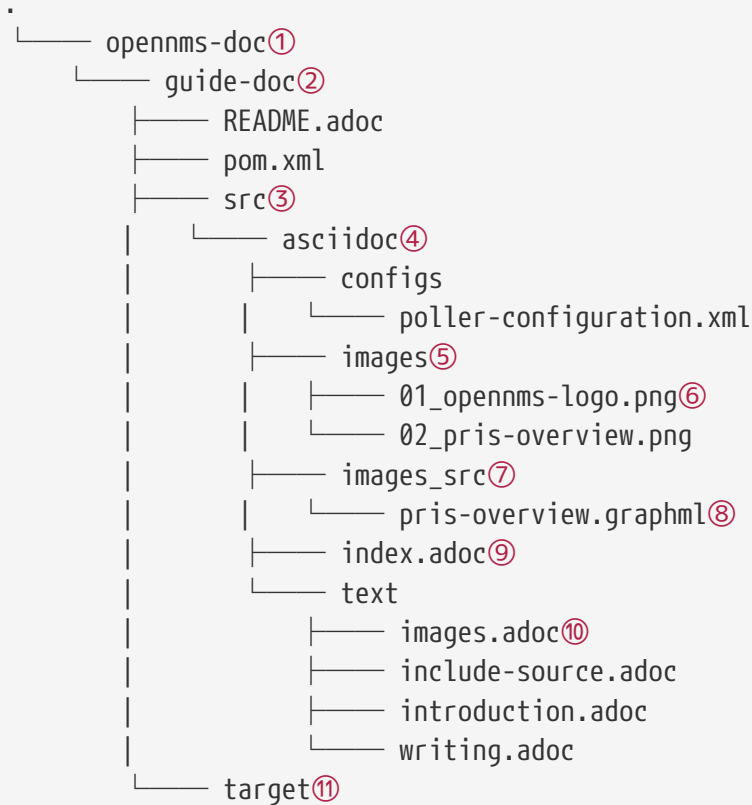 .
└── opennms-doc①
    └── guide-doc②
        ├── README.adoc
        ├── pom.xml
        ├── src③
        |   └── asciidoc④
        |       ├── configs
        |       |   └── poller-configuration.xml
        |       ├── images⑤
        |       |   ├── 01_opennms-logo.png⑥
        |       |   └── 02_pris-overview.png
        |       ├── images_src⑦
        |       |   └── pris-overview.graphml⑧
        |       ├── index.adoc⑨
        |       └── text
        |           ├── images.adoc⑩
        |           ├── include-source.adoc
        |           ├── introduction.adoc
        |           └── writing.adoc
        └── target⑪